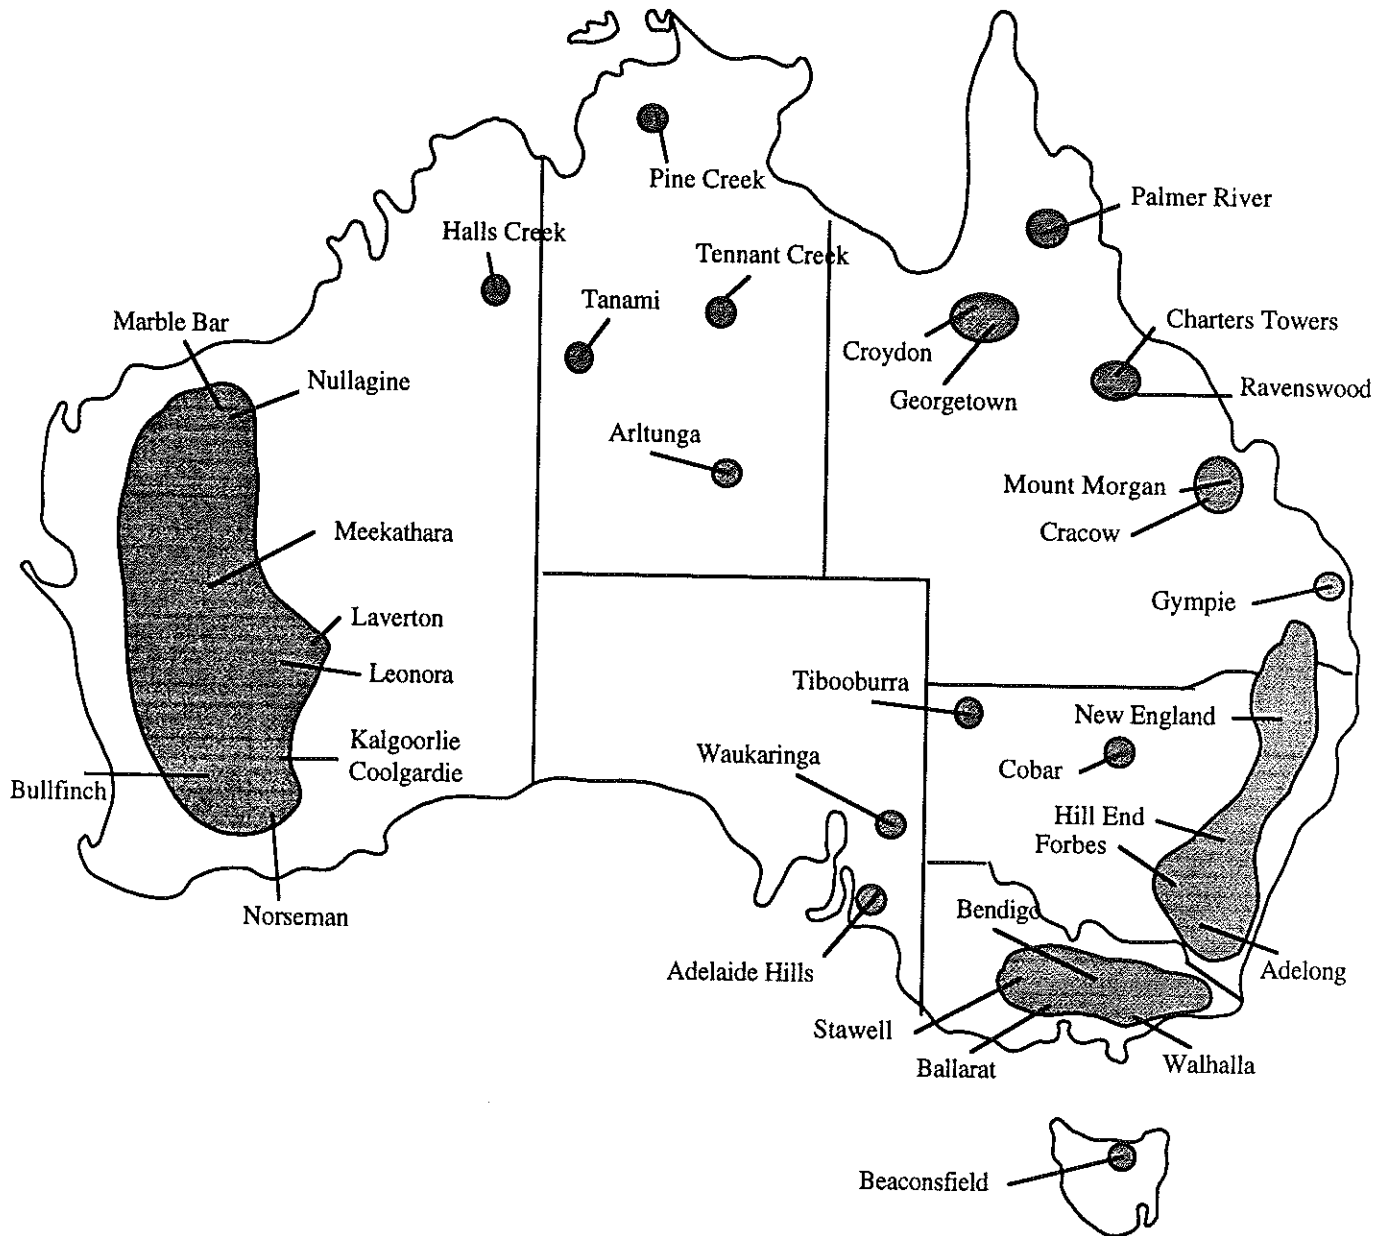 Pine Creek
Palmer River
Halls Creek
Tennant Creek
Tanami
Marble Bar
Charters Towers
Croydon
Nullagine
Ravenswood
Georgetown
Arltunga
Mount Morgan
Meekathara
Cracow
Gympie
Laverton
Leonora
Tibooburra
New England
Kalgoorlie
Coolgardie
Waukaringa
Cobar
Bullfinch
Hill End
Forbes
Norseman
Bendigo
Adelaide Hills
Adelong
Stawell
Ballarat
Walhalla
Beaconsfield